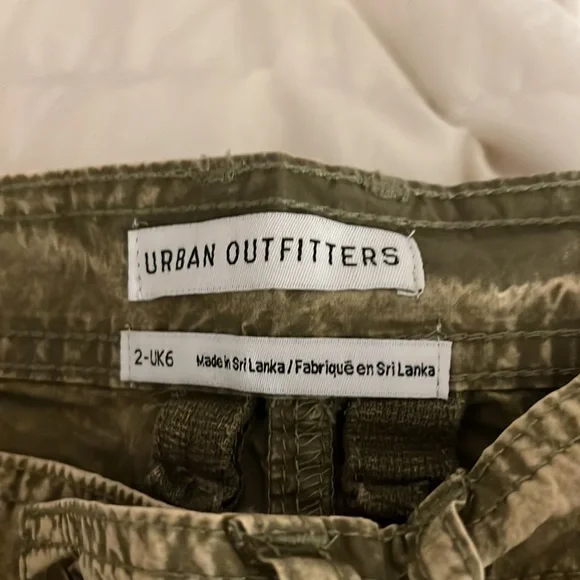 URBAN OUTFITTERS
2-UK6 Made in Sri Lanka / Fabriqué en Sri Lanka